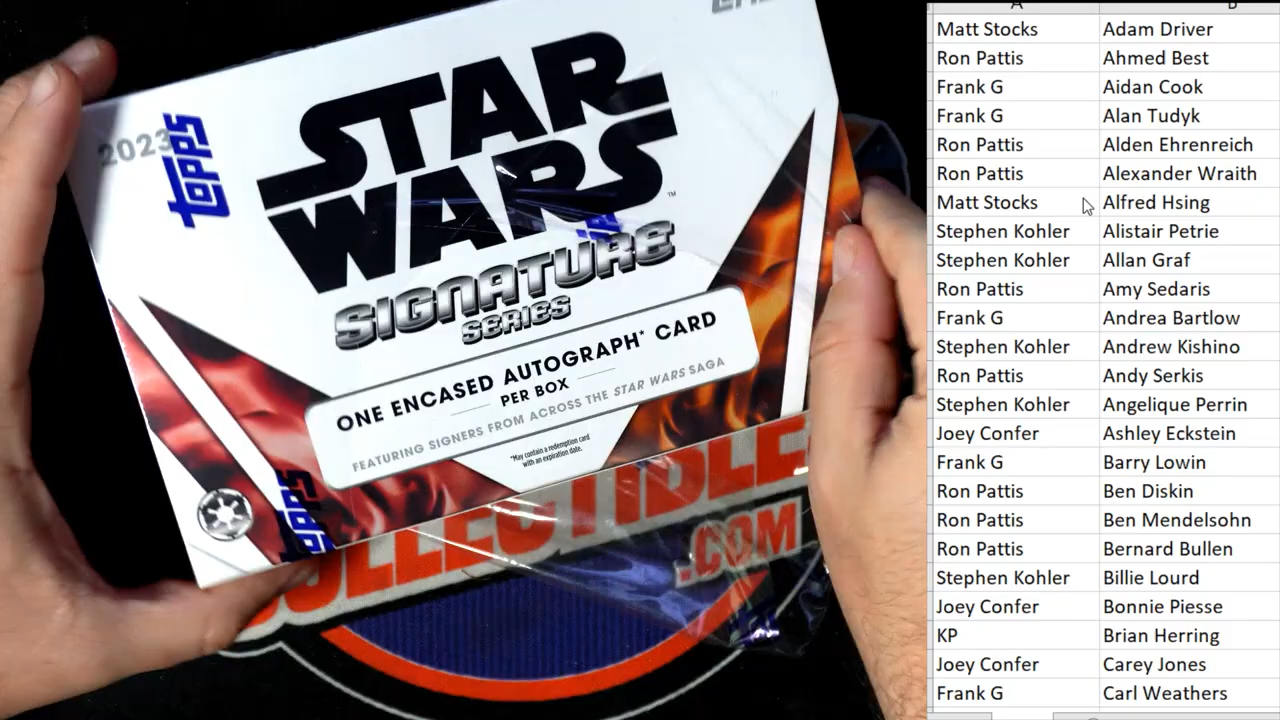 2023
topps
STAR
WARS
TM
SIGNATURE
SERIES
ONE ENCASED AUTOGRAPH* CARD
PER BOX
FEATURING SIGNERS FROM ACROSS THE STAR WARS SAGA
*May contain a redemption card
with an expiration date.
topps
COLLECTIBLE
.COM
A B
Matt Stocks Adam Driver
Ron Pattis Ahmed Best
Frank G Aidan Cook
Frank G Alan Tudyk
Ron Pattis Alden Ehrenreich
Ron Pattis Alexander Wraith
Matt Stocks Alfred Hsing
Stephen Kohler Alistair Petrie
Stephen Kohler Allan Graf
Ron Pattis Amy Sedaris
Frank G Andrea Bartlow
Stephen Kohler Andrew Kishino
Ron Pattis Andy Serkis
Stephen Kohler Angelique Perrin
Joey Confer Ashley Eckstein
Frank G Barry Lowin
Ron Pattis Ben Diskin
Ron Pattis Ben Mendelsohn
Ron Pattis Bernard Bullen
Stephen Kohler Billie Lourd
Joey Confer Bonnie Piesse
KP Brian Herring
Joey Confer Carey Jones
Frank G Carl Weathers